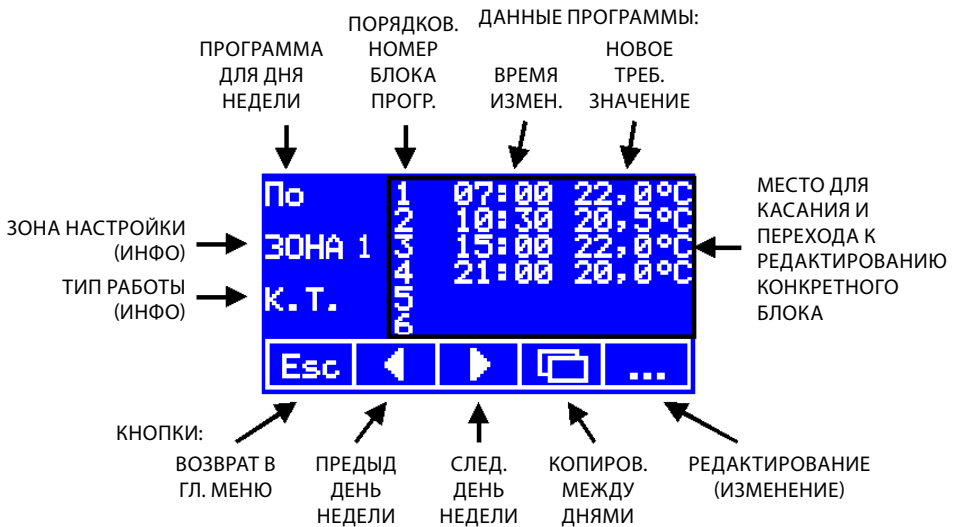 ПРОГРАММА
ДЛЯ ДНЯ
НЕДЕЛИ
ПОРЯДКОВ.
НОМЕР
БЛОКА
ПРОГР.
ДАННЫЕ ПРОГРАММЫ:
ВРЕМЯ
ИЗМЕН.
НОВОЕ
ТРЕБ.
ЗНАЧЕНИЕ
ЗОНА НАСТРОЙКИ
(ИНФО)
ТИП РАБОТЫ
(ИНФО)
По
ЗОНА 1
К.Т.
1 07:00 22,0°C
2 10:30 20,5°C
3 15:00 22,0°C
4 21:00 20,0°C
5
6
Esc
...
МЕСТО ДЛЯ
КАСАНИЯ И
ПЕРЕХОДА К
РЕДАКТИРОВАНИЮ
КОНКРЕТНОГО
БЛОКА
КНОПКИ:
ВОЗВРАТ В
ГЛ. МЕНЮ
ПРЕДЫД
ДЕНЬ
НЕДЕЛИ
СЛЕД.
ДЕНЬ
НЕДЕЛИ
КОПИРОВ.
МЕЖДУ
ДНЯМИ
РЕДАКТИРОВАНИЕ
(ИЗМЕНЕНИЕ)